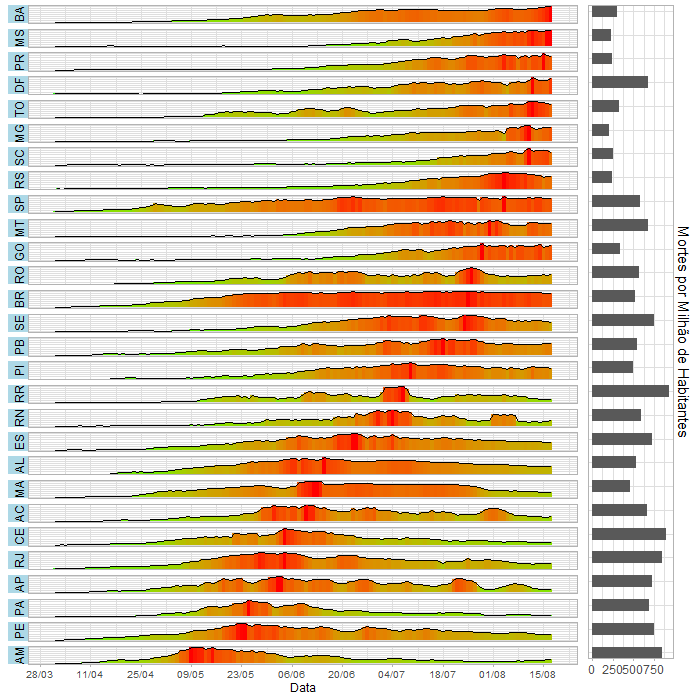 BA
MS
PR
DF
TO
MG
SC
RS
SP
MT
GO
RO
BR
SE
PB
PI
RR
RN
ES
AL
MA
AC
CE
RJ
AP
PA
PE
AM
28/03 11/04 25/04 09/05 23/05 06/06 20/06 04/07 18/07 01/08 15/08
Data
0 250500750
Mortes por Milhão de Habitantes